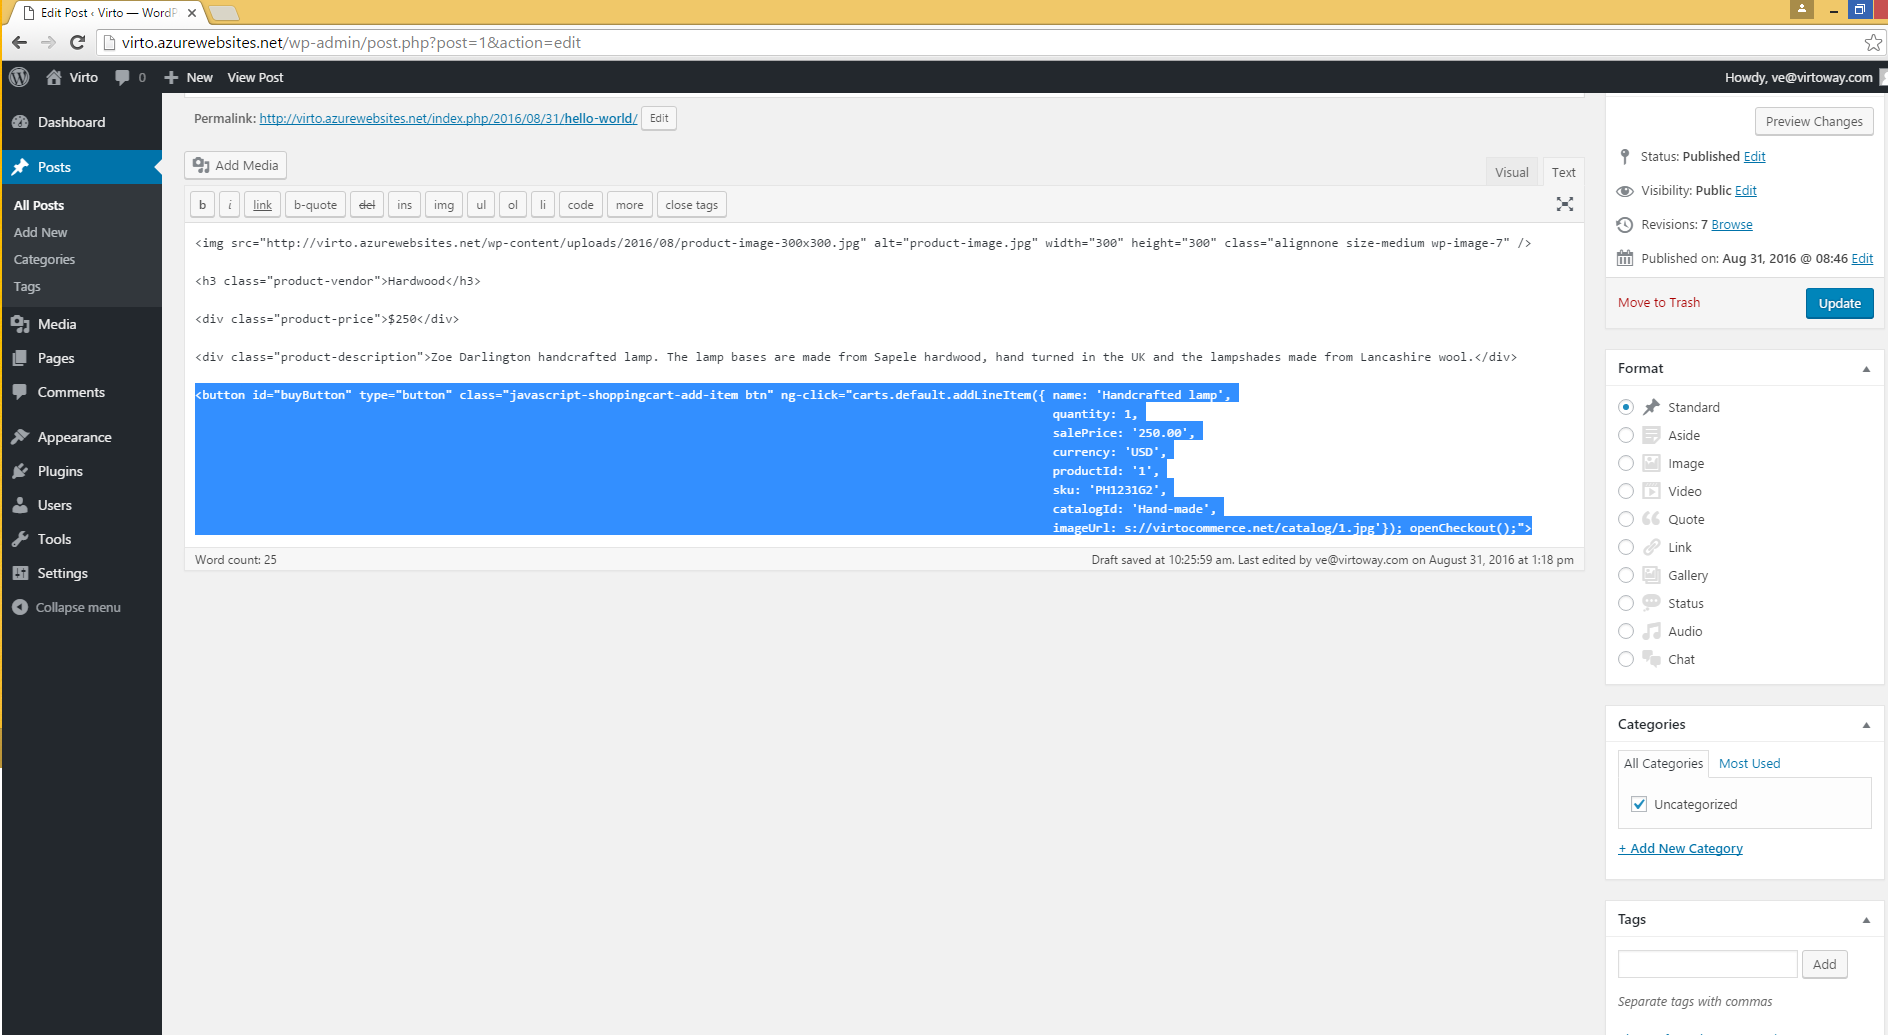 Edit Post ‹ Virto — WordP
virto.azurewebsites.net/wp-admin/post.php?post=1&action=edit
Virto 0 New View Post Howdy, ve@virtoway.com
Dashboard
Posts
All Posts
Add New
Categories
Tags
Media
Pages
Comments
Appearance
Plugins
Users
Tools
Settings
Collapse menu
Permalink: http://virto.azurewebsites.net/index.php/2016/08/31/hello-world/ Edit
Add Media
Visual Text
b i link b-quote del ins img ul ol li code more close tags
<img src="http://virto.azurewebsites.net/wp-content/uploads/2016/08/product-image-300x300.jpg" alt="product-image.jpg" width="300" height="300" class="alignnone size-medium wp-image-7" />
<h3 class="product-vendor">Hardwood</h3>
<div class="product-price">$250</div>
<div class="product-description">Zoe Darlington handcrafted lamp. The lamp bases are made from Sapele hardwood, hand turned in the UK and the lampshades made from Lancashire wool.</div>
<button id="buyButton" type="button" class="javascript-shoppingcart-add-item btn" ng-click="carts.default.addLineItem({ name: 'Handcrafted lamp',
quantity: 1,
salePrice: '250.00',
currency: 'USD',
productId: '1',
sku: 'PH1231G2',
catalogId: 'Hand-made',
imageUrl: s://virtocommerce.net/catalog/1.jpg'}); openCheckout();">
Word count: 25
Draft saved at 10:25:59 am. Last edited by ve@virtoway.com on August 31, 2016 at 1:18 pm
Preview Changes
Status: Published Edit
Visibility: Public Edit
Revisions: 7 Browse
Published on: Aug 31, 2016 @ 08:46 Edit
Move to Trash Update
Format
Standard
Aside
Image
Video
Quote
Link
Gallery
Status
Audio
Chat
Categories
All Categories Most Used
Uncategorized
+ Add New Category
Tags
Add
Separate tags with commas